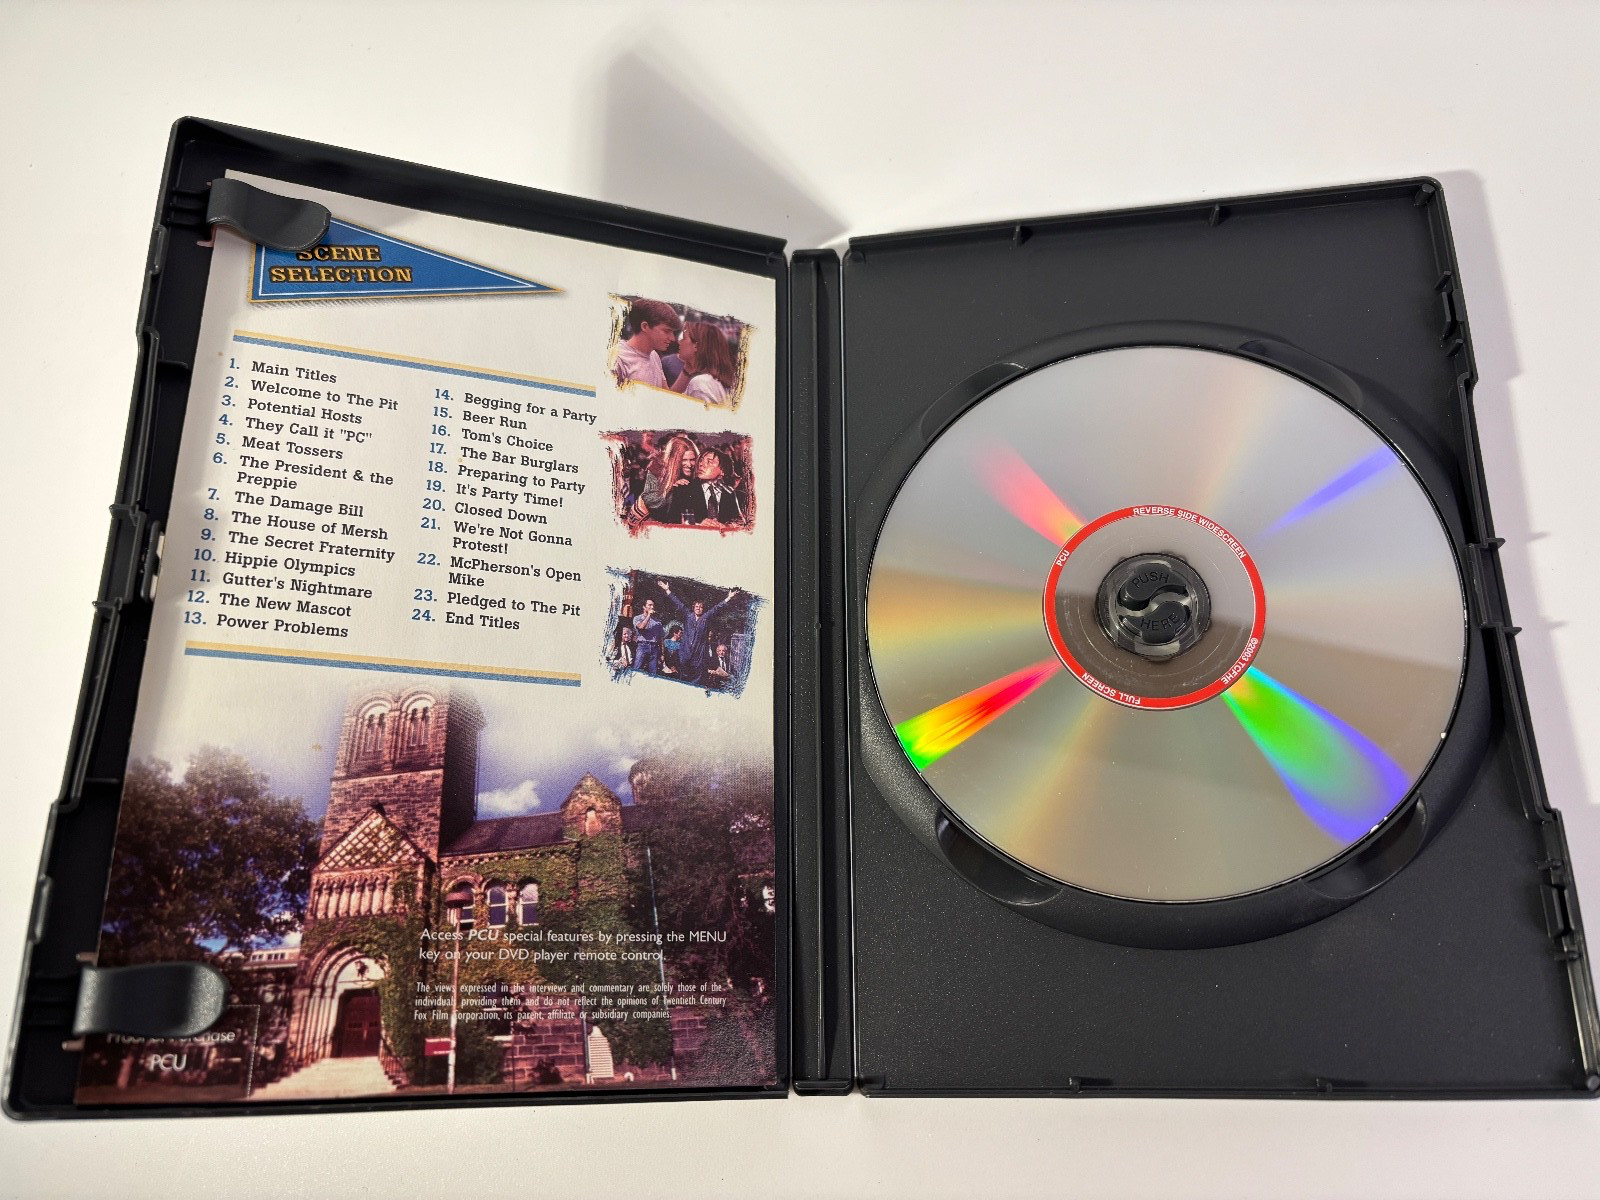 SCENE
SELECTION
1. Main Titles
2. Welcome to The Pit
3. Potential Hosts
4. They Call it "PC"
5. Meat Tossers
6. The President & the
Preppie
7. The Damage Bill
8. The House of Mersh
9. The Secret Fraternity
10. Hippie Olympics
11. Gutter's Nightmare
12. The New Mascot
13. Power Problems
14. Begging for a Party
15. Beer Run
16. Tom's Choice
17. The Bar Burglars
18. Preparing to Party
19. It's Party Time!
20. Closed Down
21. We're Not Gonna
Protest!
22. McPherson's Open
Mike
23. Pledged to The Pit
24. End Titles
Access PCU special features by pressing the MENU
key on your DVD player remote control.
The views expressed in the interviews and commentary are solely those of the
individuals providing them and do not reflect the opinions of Twentieth Century
Fox Film Corporation, its parent, affiliate or subsidiary companies.
Proof of Purchase
PCU
PCU
REVERSE SIDE WIDESCREEN
©2003 TCFHE
FULL SCREEN
PUSH
HERE